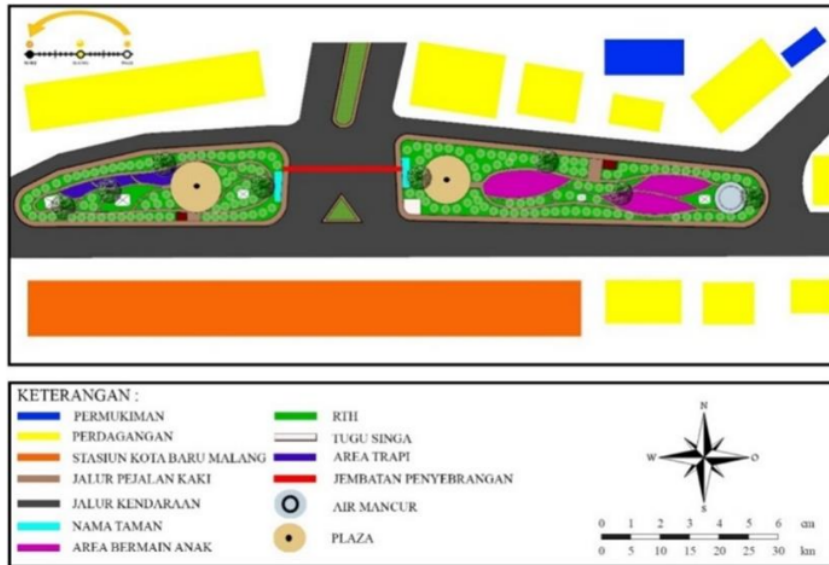 KETERANGAN :
PERMUKIMAN
PERDAGANGAN
STASIUN KOTA BARU MALANG
JALUR PEJALAN KAKI
JALUR KENDARAAN
NAMA TAMAN
AREA BERMAIN ANAK
RTH
TUGU SINGA
AREA TRAPI
JEMBATAN PENYEBRANGAN
AIR MANCUR
PLAZA
N
W O
S
0 1 2 3 4 5 6 cm
0 5 10 15 20 25 30 km